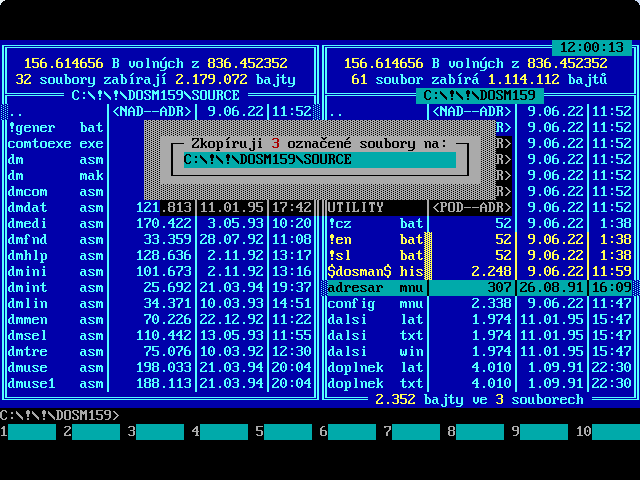 12:00:13
156.614656 B volných z 836.452352
32 soubory zabírají 2.179.072 bajty
C:\!\!\DOSM159\SOURCE
.. <NAD--ADR> 9.06.22 11:52
!gener bat
comtoexe exe
dm asm
dm mak
dmcom asm
dmdat asm 121.813 11.01.95 17:42
dmedi asm 170.422 3.05.93 10:20
dmfnd asm 33.359 28.07.92 11:08
dmhlp asm 128.636 2.11.92 13:17
dmini asm 101.673 2.11.92 13:16
dmint asm 25.692 21.03.94 19:37
dmlin asm 34.371 10.03.93 14:51
dmmen asm 70.226 22.12.92 11:22
dmsel asm 110.442 13.05.93 11:55
dmtre asm 75.076 10.03.92 12:30
dmuse asm 198.033 21.03.94 20:04
dmuse1 asm 188.113 21.03.94 20:04
Zkopíruji 3 označené soubory na:
C:\!\!\DOSM159\SOURCE
156.614656 B volných z 836.452352
61 soubor zabírá 1.114.112 bajtů
C:\!\!\DOSM159
.. <NAD--ADR> 9.06.22 11:52
R> 9.06.22 11:52
R> 9.06.22 11:52
R> 9.06.22 11:52
R> 9.06.22 11:52
R> 9.06.22 11:52
UTILITY <POD--ADR> 9.06.22 11:52
!cz bat 52 9.06.22 1:38
!en bat 52 9.06.22 1:38
!sl bat 52 9.06.22 1:38
$dosman$ his 2.248 9.06.22 11:59
adresar mnu 307 26.08.91 16:09
config mnu 2.338 9.06.22 11:47
dalsi lat 1.974 11.01.95 15:47
dalsi txt 1.974 11.01.95 15:47
dalsi win 1.974 11.01.95 15:47
doplnek lat 4.010 1.09.91 22:30
doplnek txt 4.010 1.09.91 22:30
2.352 bajty ve 3 souborech
C:\!\!\DOSM159>
1 2 3 4 5 6 7 8 9 10